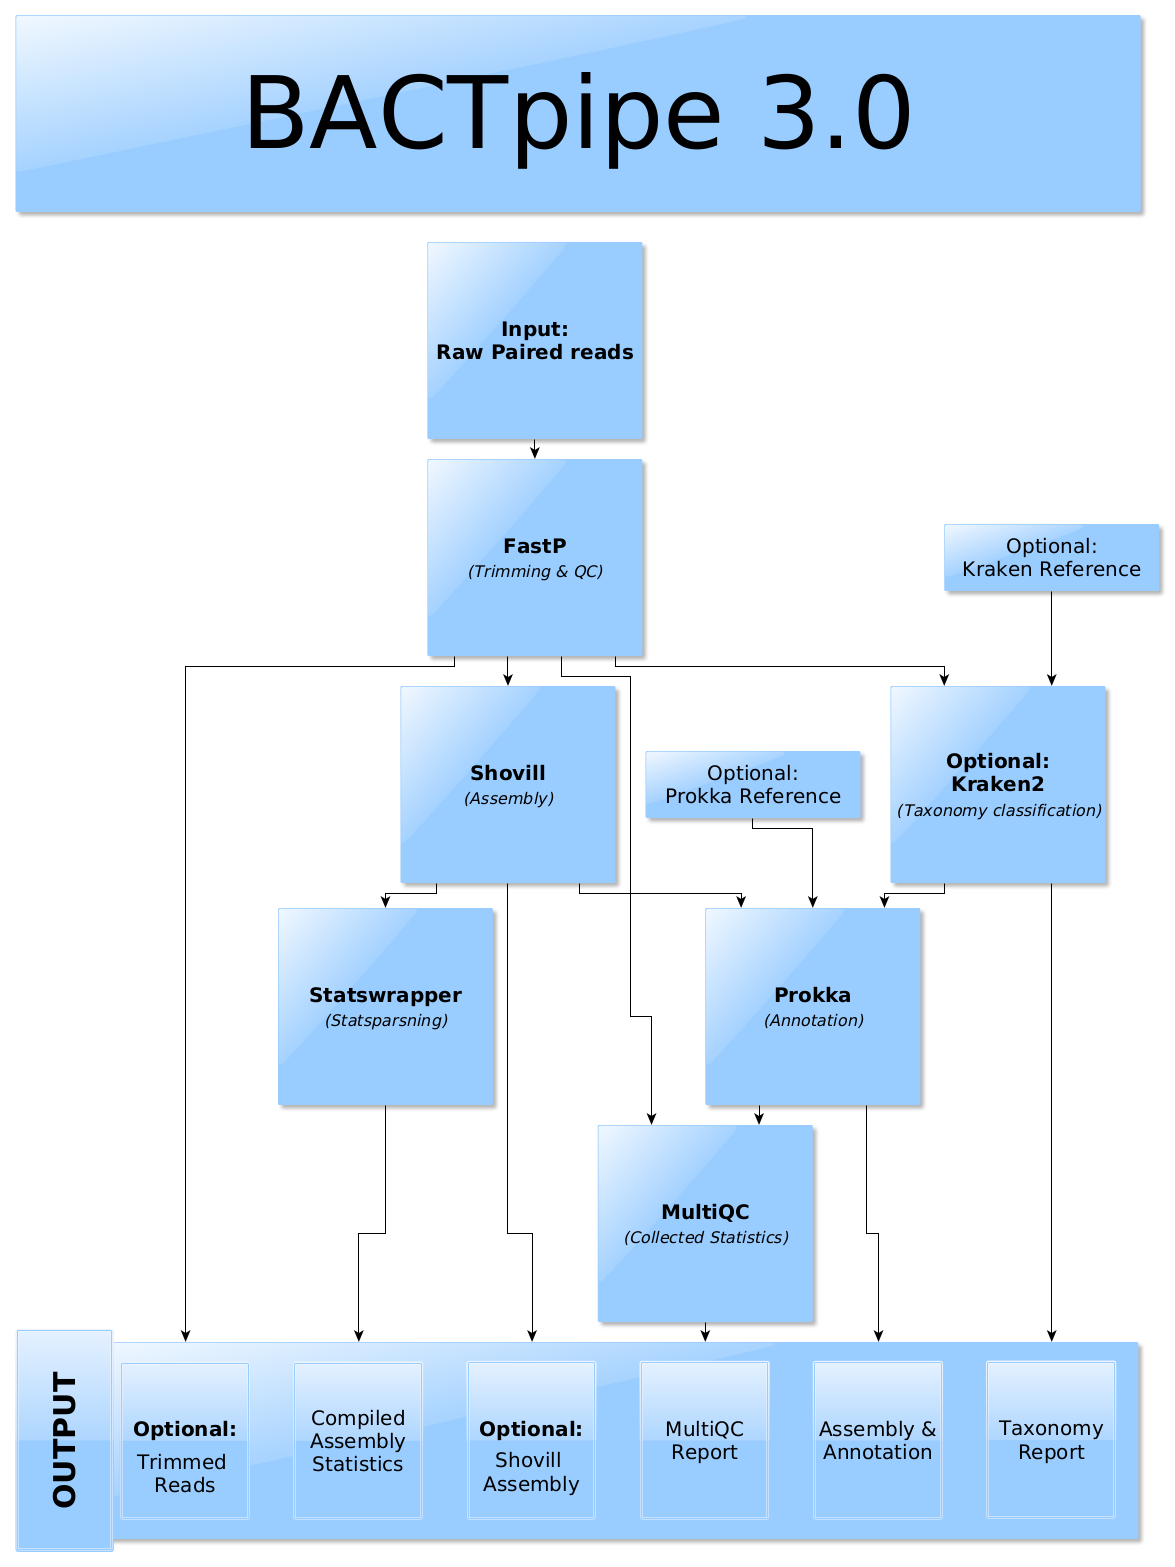 BACTpipe 3.0
Input:
Raw Paired reads
FastP
(Trimming & QC)
Optional:
Kraken Reference
Shovill
(Assembly)
Optional:
Prokka Reference
Optional:
Kraken2
(Taxonomy classification)
Statswrapper
(Statsparsning)
Prokka
(Annotation)
MultiQC
(Collected Statistics)
OUTPUT
Optional:
Trimmed
Reads
Compiled
Assembly
Statistics
Optional:
Shovill
Assembly
MultiQC
Report
Assembly &
Annotation
Taxonomy
Report